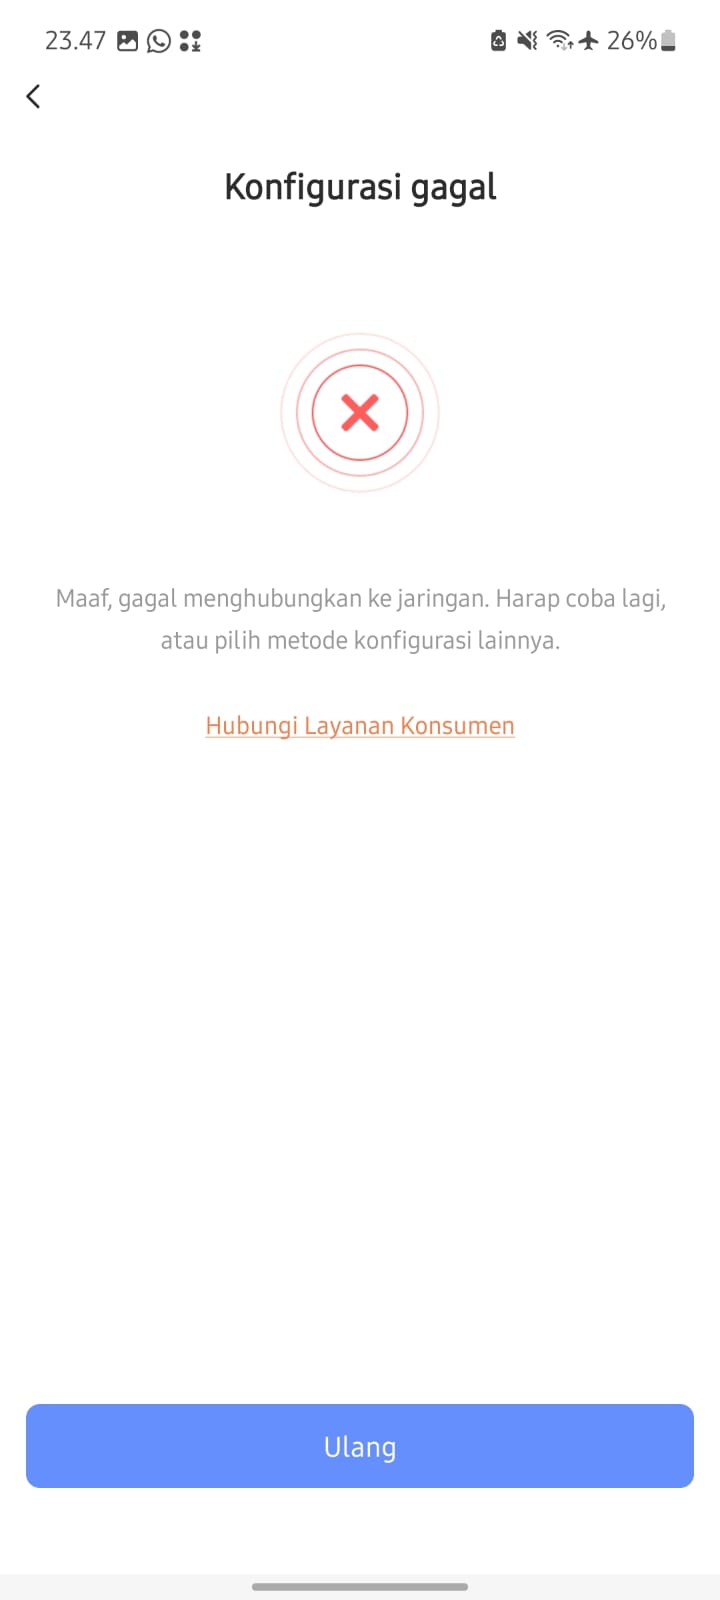 23.47
26%
Konfigurasi gagal
Maaf, gagal menghubungkan ke jaringan. Harap coba lagi,
atau pilih metode konfigurasi lainnya.
Hubungi Layanan Konsumen
Ulang